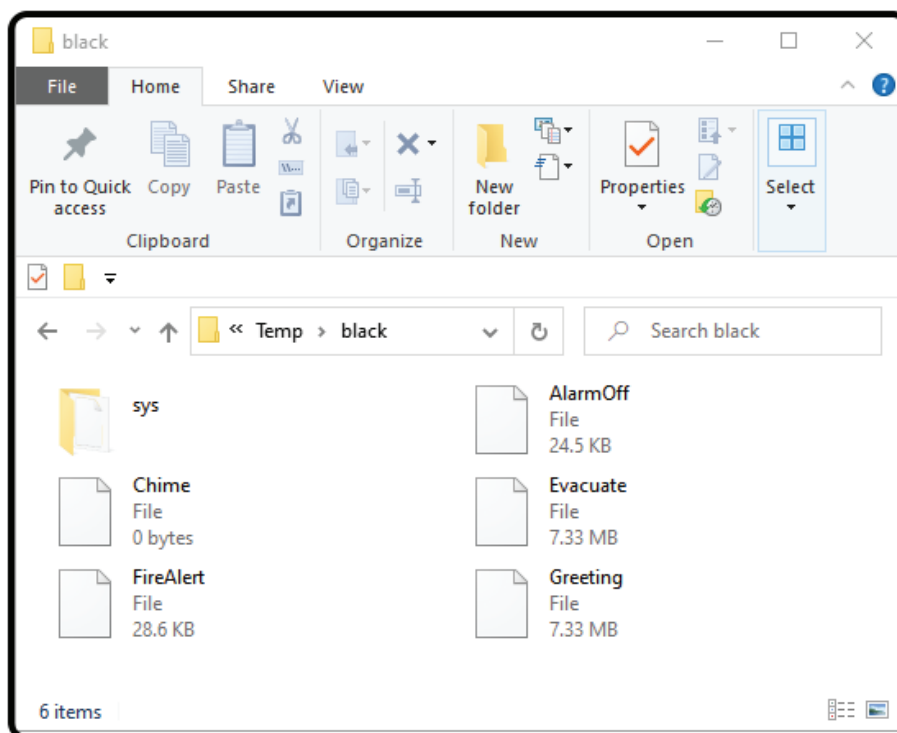 black
File Home Share View
?
Pin to Quick access
Copy
Paste
W...
New folder
Properties
Select
Clipboard Organize New Open
« Temp › black
Search black
sys
AlarmOff
File
24.5 KB
Chime
File
0 bytes
Evacuate
File
7.33 MB
FireAlert
File
28.6 KB
Greeting
File
7.33 MB
6 items